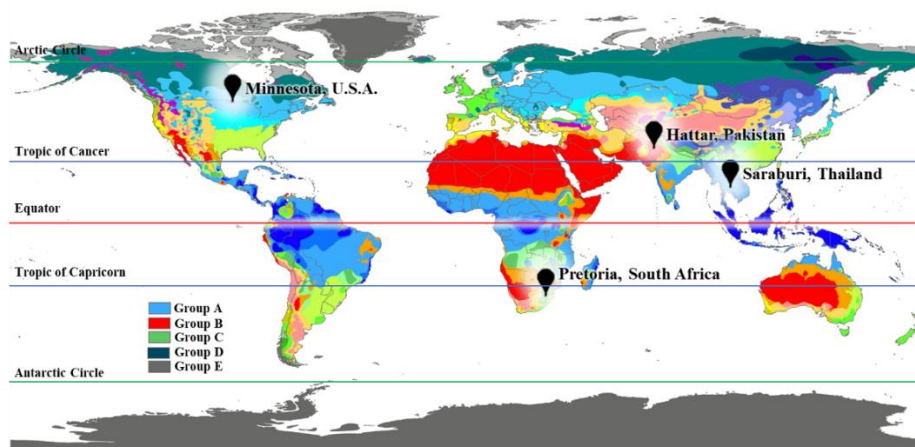 Arctic Circle
Minnesota, U.S.A.
Hattar, Pakistan
Tropic of Cancer
Saraburi, Thailand
Equator
Tropic of Capricorn
Pretoria, South Africa
Group A
Group B
Group C
Group D
Group E
Antarctic Circle